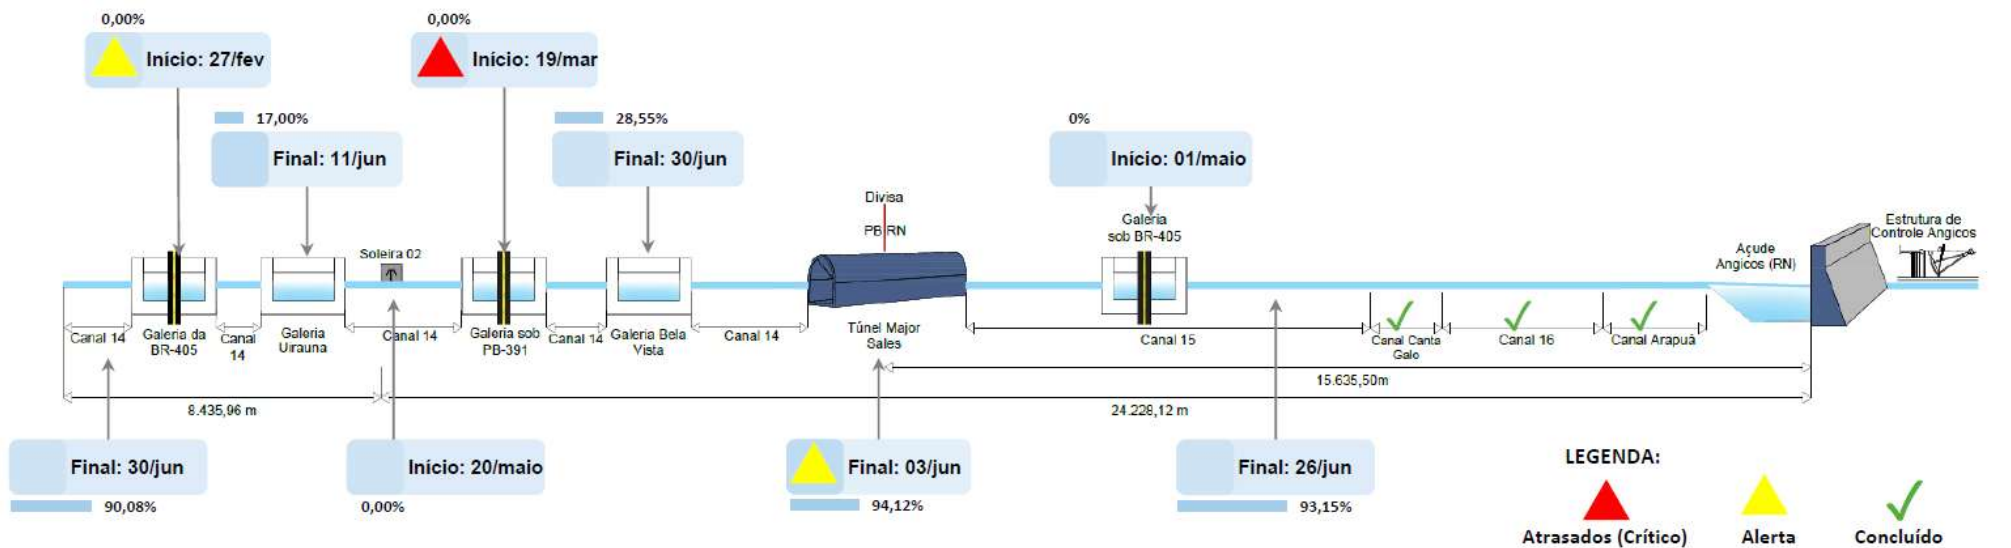 0,00%
Início: 27/fev
0,00%
Início: 19/mar
17,00%
Final: 11/jun
28,55%
Final: 30/jun
0%
Início: 01/maio
Divisa
PB RN
Galeria
sob BR-405
Soleira 02
Açude
Angicos (RN)
Estrutura de
Controle Angicos
Canal 14
Galeria da
BR-405
Canal
14
Galeria
Uirauna
Canal 14
Galeria sob
PB-391
Canal 14
Galeria Bela
Vista
Canal 14
Túnel Major
Sales
Canal 15
Canal Canta
Galo
Canal 16
Canal Arapuá
15.635,50m
8.435,96 m
24.228,12 m
Final: 30/jun
90,08%
Início: 20/maio
0,00%
Final: 03/jun
94,12%
Final: 26/jun
93,15%
LEGENDA:
Atrasados (Crítico)
Alerta
Concluído